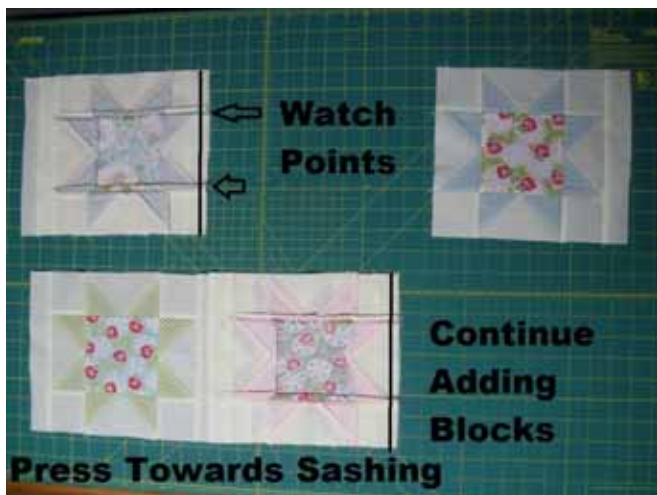 Watch
Points
Continue
Adding
Blocks
Press Towards Sashing